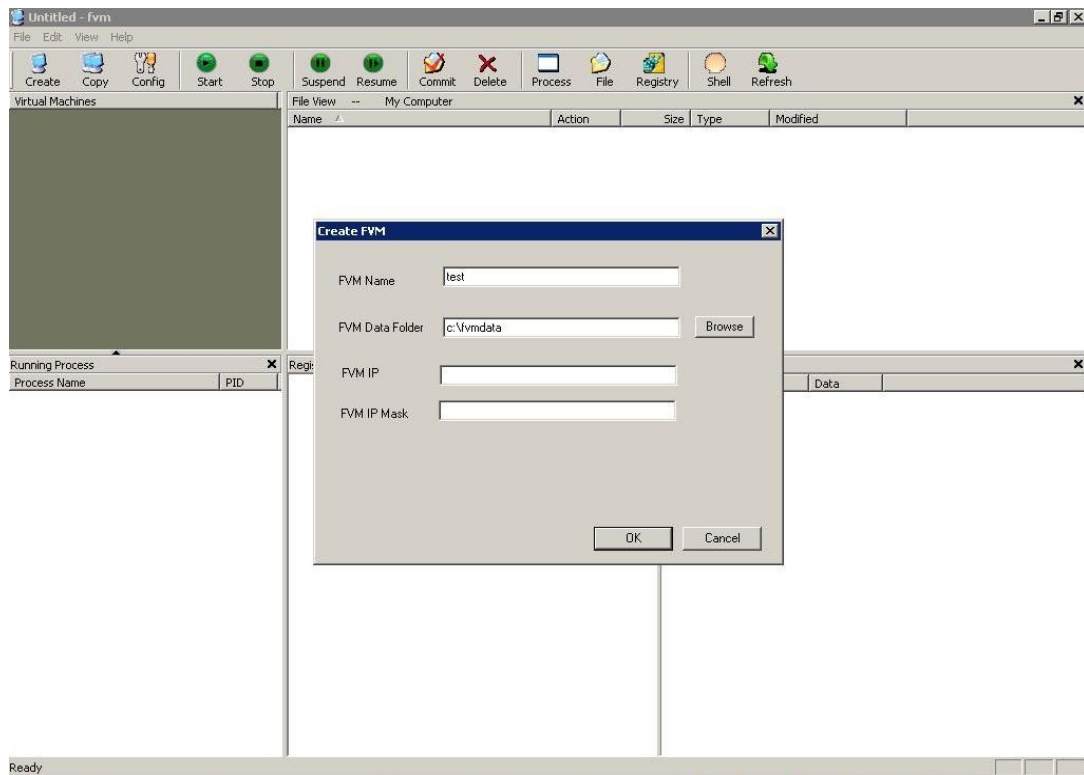 Untitled - fvm
File Edit View Help
Create Copy Config Start Stop Suspend Resume Commit Delete Process File Registry Shell Refresh
Virtual Machines
File View -- My Computer
Name Action Size Type Modified
Create FVM
FVM Name test
FVM Data Folder c:\fvmdata Browse
FVM IP
FVM IP Mask
OK Cancel
Running Process
Process Name PID
Data
Ready